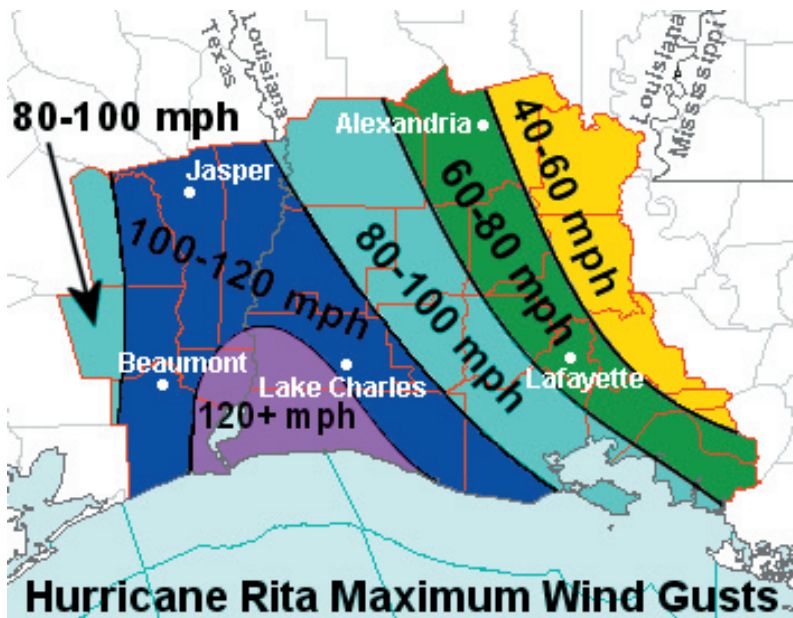 Louisiana
Texas
Louisiana
Mississippi
80-100 mph
Alexandria
40-60 mph
Jasper
60-80 mph
100-120 mph
80-100 mph
Beaumont
Lake Charles
Lafayette
120+ mph
Hurricane Rita Maximum Wind Gusts